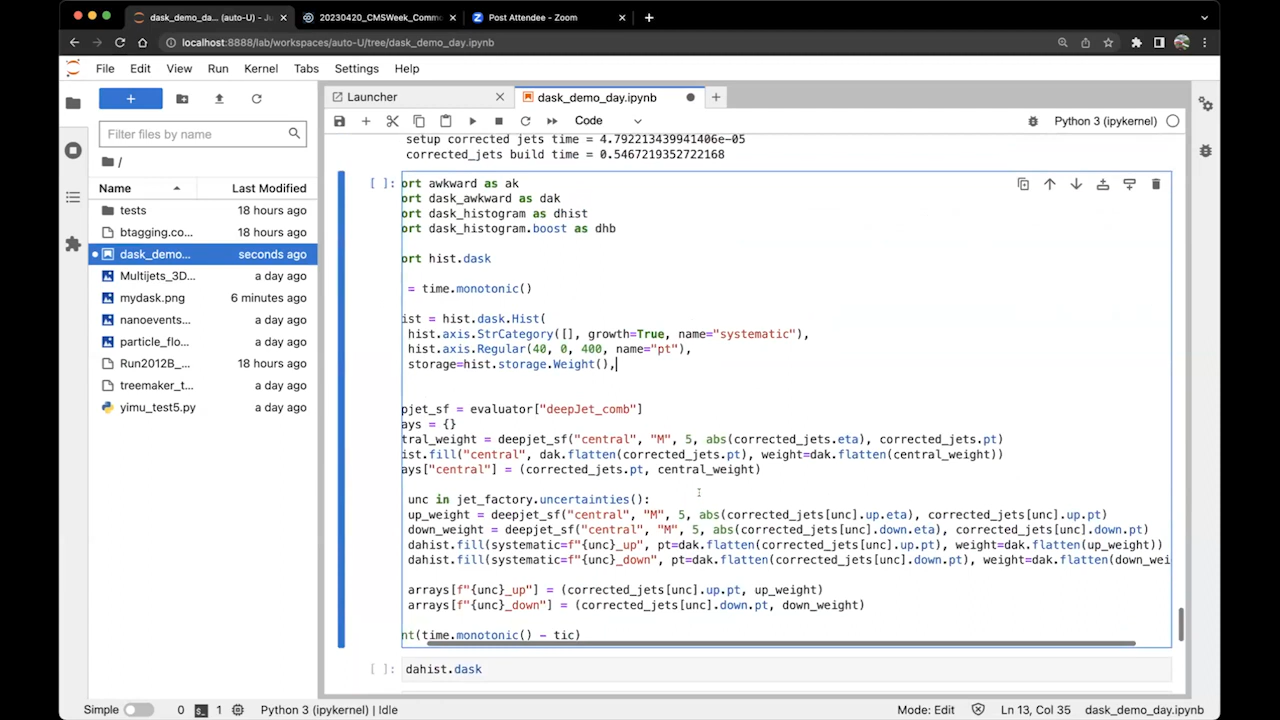 dask_demo_da... (auto-U) - Ju
20230420_CMSWeek_Comm
Post Attendee - Zoom
localhost:8888/lab/workspaces/auto-U/tree/dask_demo_day.ipynb
File Edit View Run Kernel Tabs Settings Help
Launcher
dask_demo_day.ipynb
Code
Python 3 (ipykernel)
Filter files by name
/
Name Last Modified
tests 18 hours ago
btagging.co... 18 hours ago
dask_demo... seconds ago
Multijets_3D... a day ago
mydask.png 6 minutes ago
nanoevents... a day ago
particle_flo... a day ago
Run2012B_... a day ago
treemaker_t... a day ago
yimu_test5.py a day ago
setup corrected jets time = 4.792213439941406e-05
corrected_jets build time = 0.5467219352722168
[ ]:
ort awkward as ak
ort dask_awkward as dak
ort dask_histogram as dhist
ort dask_histogram.boost as dhb
ort hist.dask
= time.monotonic()
ist = hist.dask.Hist(
hist.axis.StrCategory([], growth=True, name="systematic"),
hist.axis.Regular(40, 0, 400, name="pt"),
storage=hist.storage.Weight(),
pjet_sf = evaluator["deepJet_comb"]
ays = {}
tral_weight = deepjet_sf("central", "M", 5, abs(corrected_jets.eta), corrected_jets.pt)
ist.fill("central", dak.flatten(corrected_jets.pt), weight=dak.flatten(central_weight))
ays["central"] = (corrected_jets.pt, central_weight)
unc in jet_factory.uncertainties():
up_weight = deepjet_sf("central", "M", 5, abs(corrected_jets[unc].up.eta), corrected_jets[unc].up.pt)
down_weight = deepjet_sf("central", "M", 5, abs(corrected_jets[unc].down.eta), corrected_jets[unc].down.pt)
dahist.fill(systematic=f"{unc}_up", pt=dak.flatten(corrected_jets[unc].up.pt), weight=dak.flatten(up_weight))
dahist.fill(systematic=f"{unc}_down", pt=dak.flatten(corrected_jets[unc].down.pt), weight=dak.flatten(down_wei
arrays[f"{unc}_up"] = (corrected_jets[unc].up.pt, up_weight)
arrays[f"{unc}_down"] = (corrected_jets[unc].down.pt, down_weight)
nt(time.monotonic() - tic)
[ ]: dahist.dask
Simple 0 1 Python 3 (ipykernel) | Idle Mode: Edit Ln 13, Col 35 dask_demo_day.ipynb